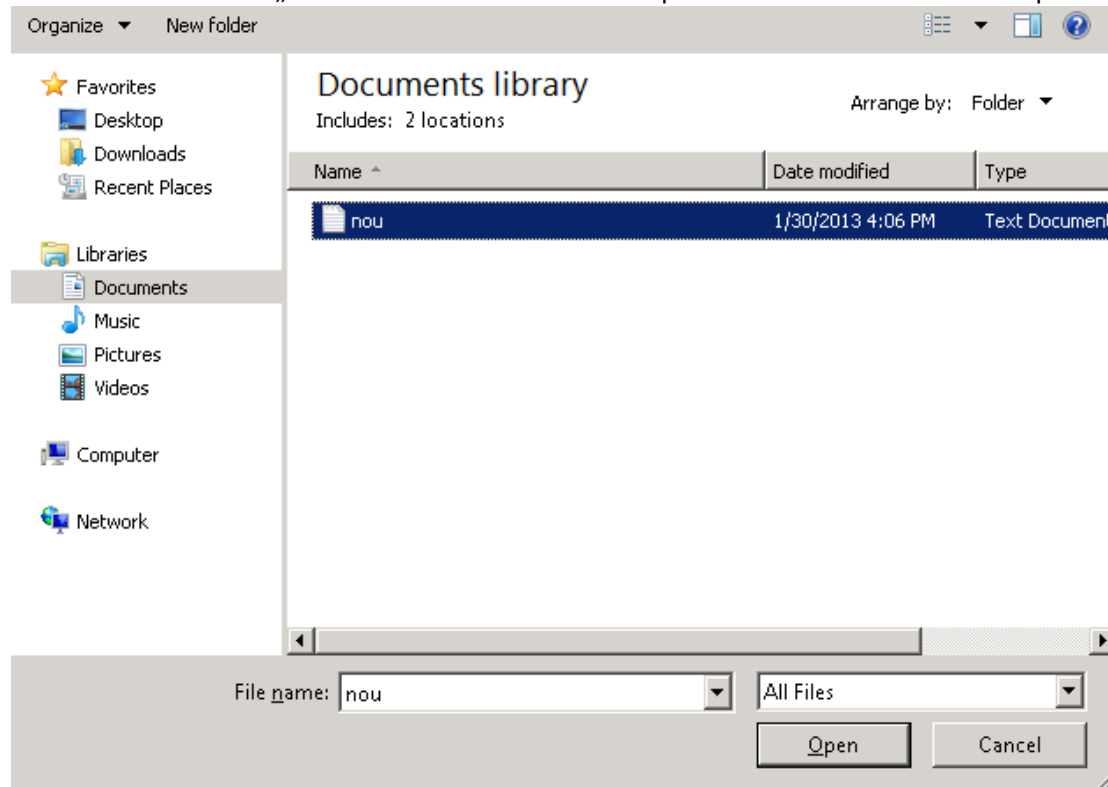 Organize New folder
Favorites
Desktop
Downloads
Recent Places
Libraries
Documents
Music
Pictures
Videos
Computer
Network
Documents library
Includes: 2 locations
Arrange by: Folder
Name Date modified Type
nou 1/30/2013 4:06 PM Text Documen
File name: nou All Files
Open Cancel